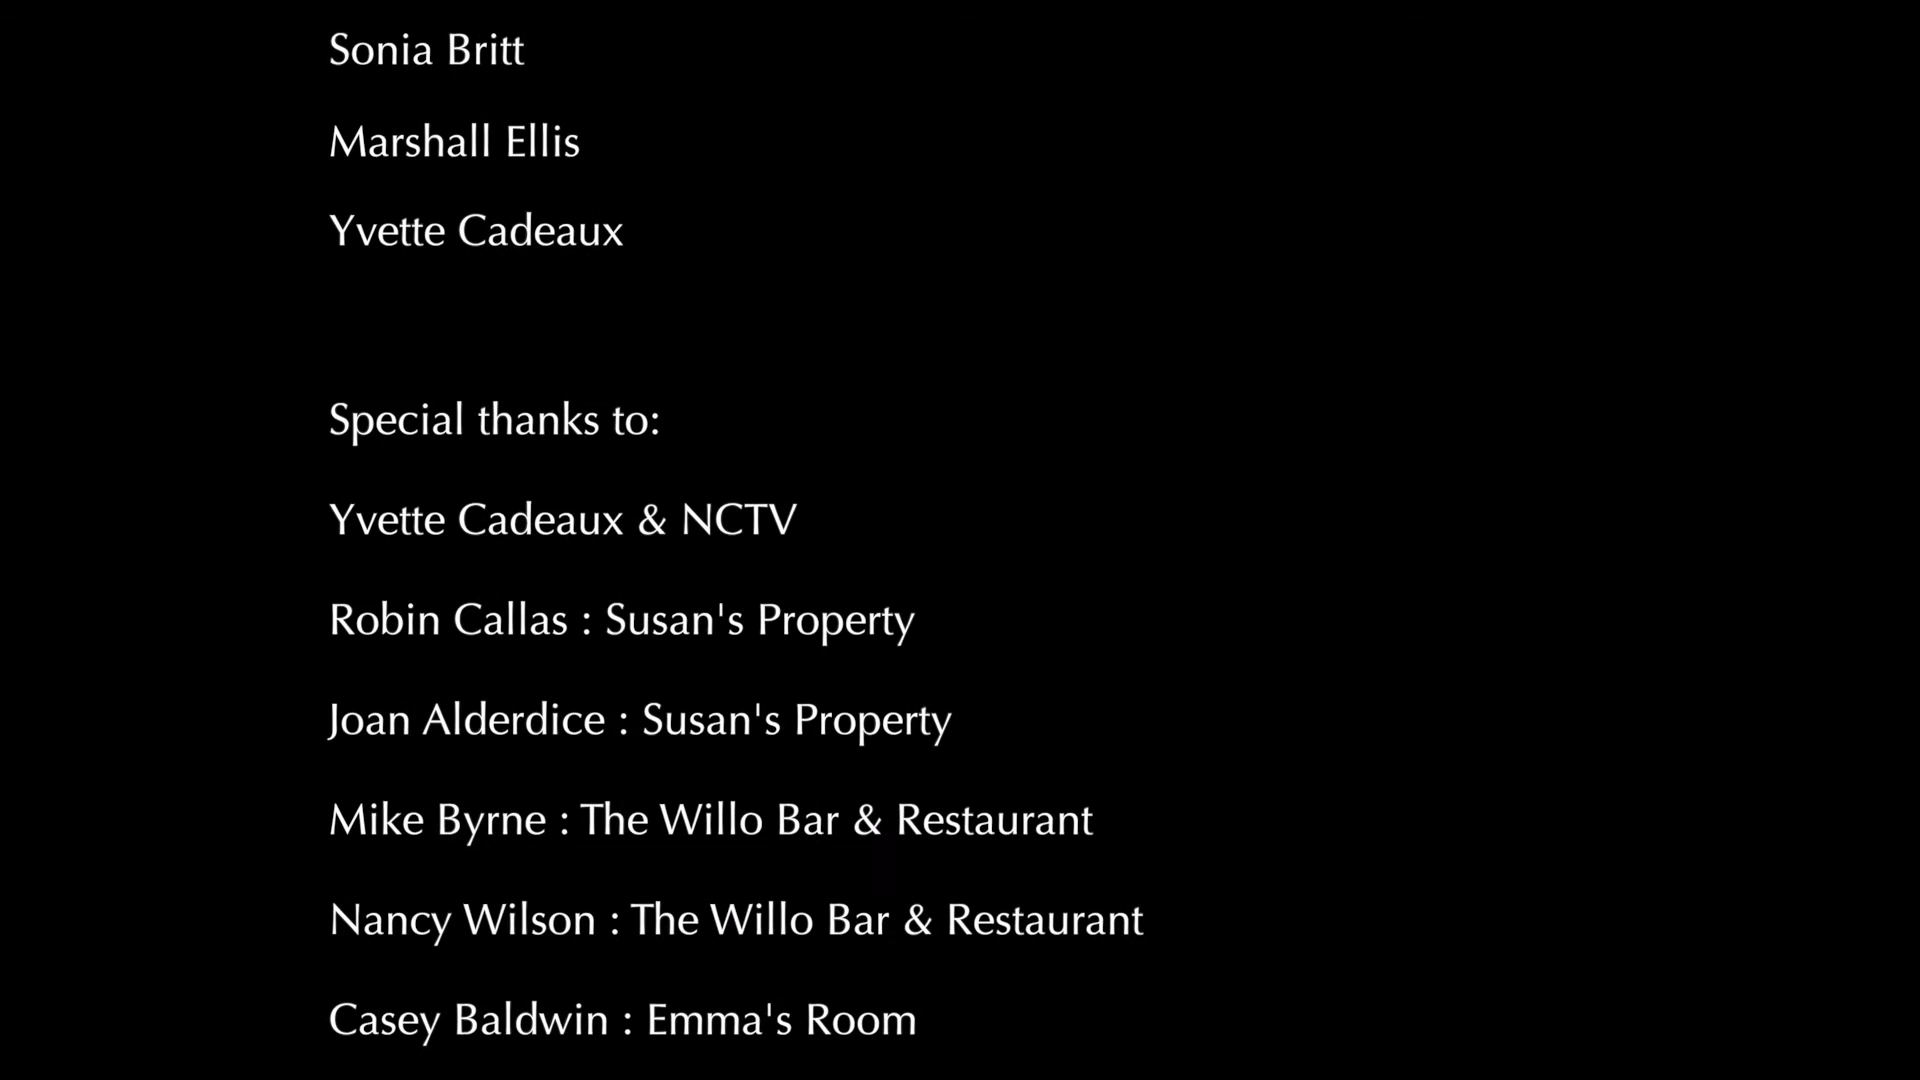 Sonia Britt
Marshall Ellis
Yvette Cadeaux
Special thanks to:
Yvette Cadeaux & NCTV
Robin Callas : Susan's Property
Joan Alderdice : Susan's Property
Mike Byrne : The Willo Bar & Restaurant
Nancy Wilson : The Willo Bar & Restaurant
Casey Baldwin : Emma's Room